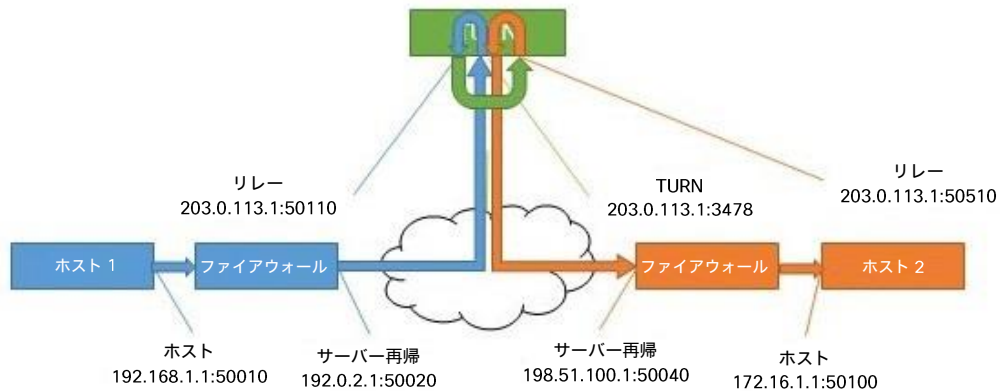 リレー
203.0.113.1:50110
TURN
203.0.113.1:3478
リレー
203.0.113.1:50510
ホスト 1
ファイアウォール
ファイアウォール
ホスト 2
ホスト
192.168.1.1:50010
サーバー再帰
192.0.2.1:50020
サーバー再帰
198.51.100.1:50040
ホスト
172.16.1.1:50100